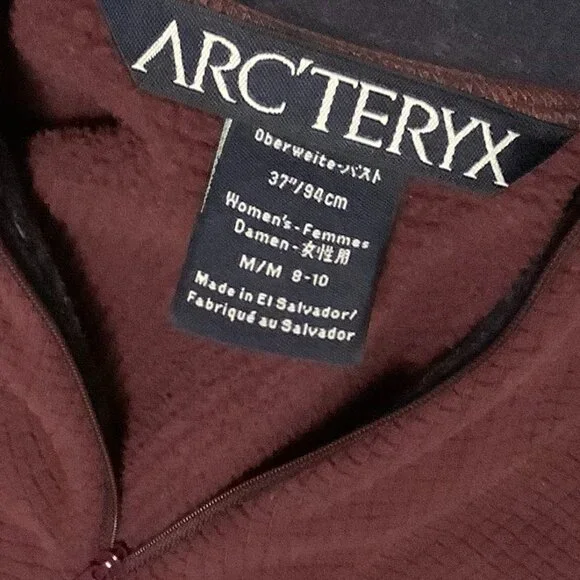 ARC'TERYX
Oberweite-バスト
37"/94cm
Women's-Femmes
Damen-女性用
M/M 8-10
Made in El Salvador/
Fabriqué au Salvador